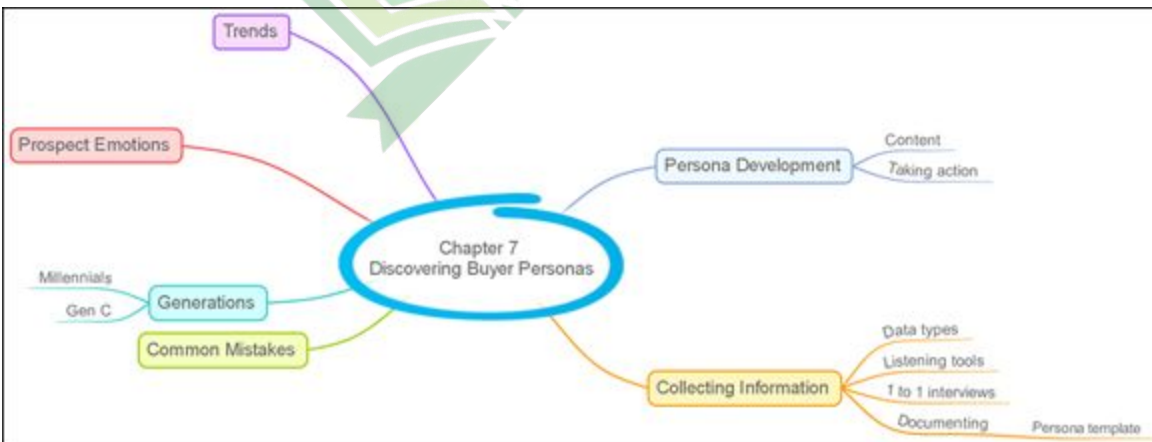 Trends
Prospect Emotions
Persona Development
Content
Taking action
Chapter 7
Discovering Buyer Personas
Millennials
Gen C
Generations
Common Mistakes
Collecting Information
Data types
Listening tools
1 to 1 interviews
Documenting
Persona template